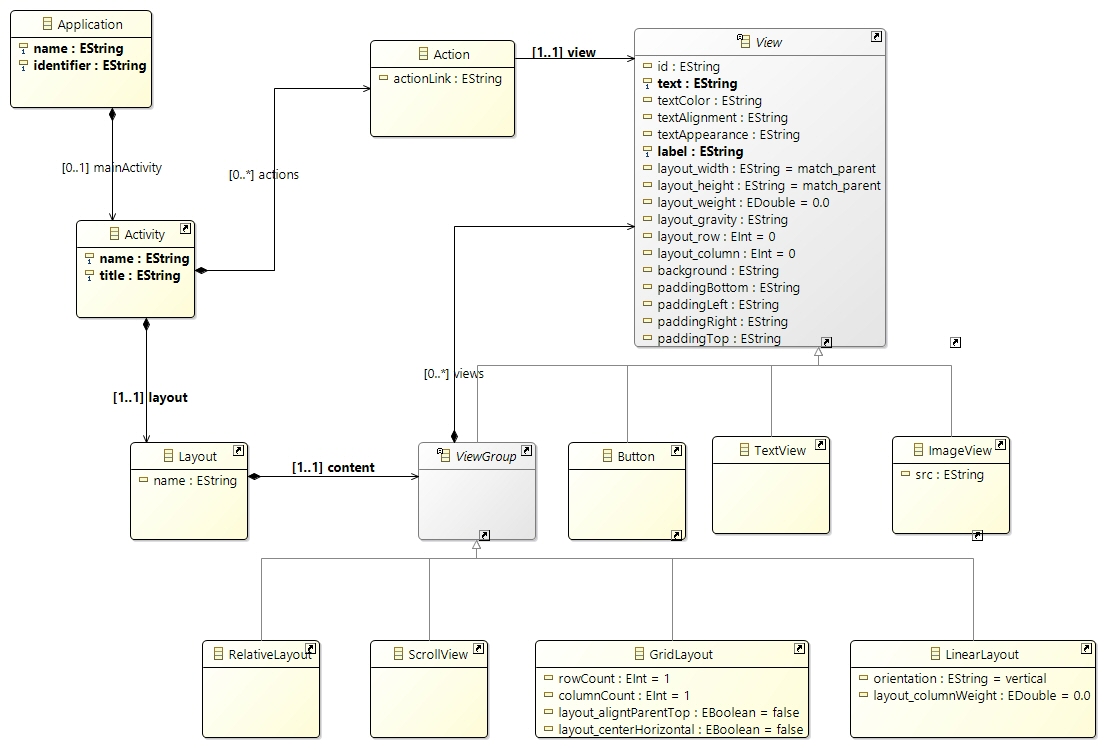 Application
name : EString
identifier : EString
Action
actionLink : EString
[1..1] view
View
id : EString
text : EString
textColor : EString
textAlignment : EString
textAppearance : EString
label : EString
layout_width : EString = match_parent
layout_height : EString = match_parent
layout_weight : EDouble = 0.0
layout_gravity : EString
layout_row : EInt = 0
layout_column : EInt = 0
background : EString
paddingBottom : EString
paddingLeft : EString
paddingRight : EString
paddingTop : EString
[0..1] mainActivity
[0..*] actions
Activity
name : EString
title : EString
[0..*] views
[1..1] layout
Layout
name : EString
[1..1] content
ViewGroup
Button
TextView
ImageView
src : EString
RelativeLayout
ScrollView
GridLayout
rowCount : EInt = 1
columnCount : EInt = 1
layout_aligntParentTop : EBoolean = false
layout_centerHorizontal : EBoolean = false
LinearLayout
orientation : EString = vertical
layout_columnWeight : EDouble = 0.0